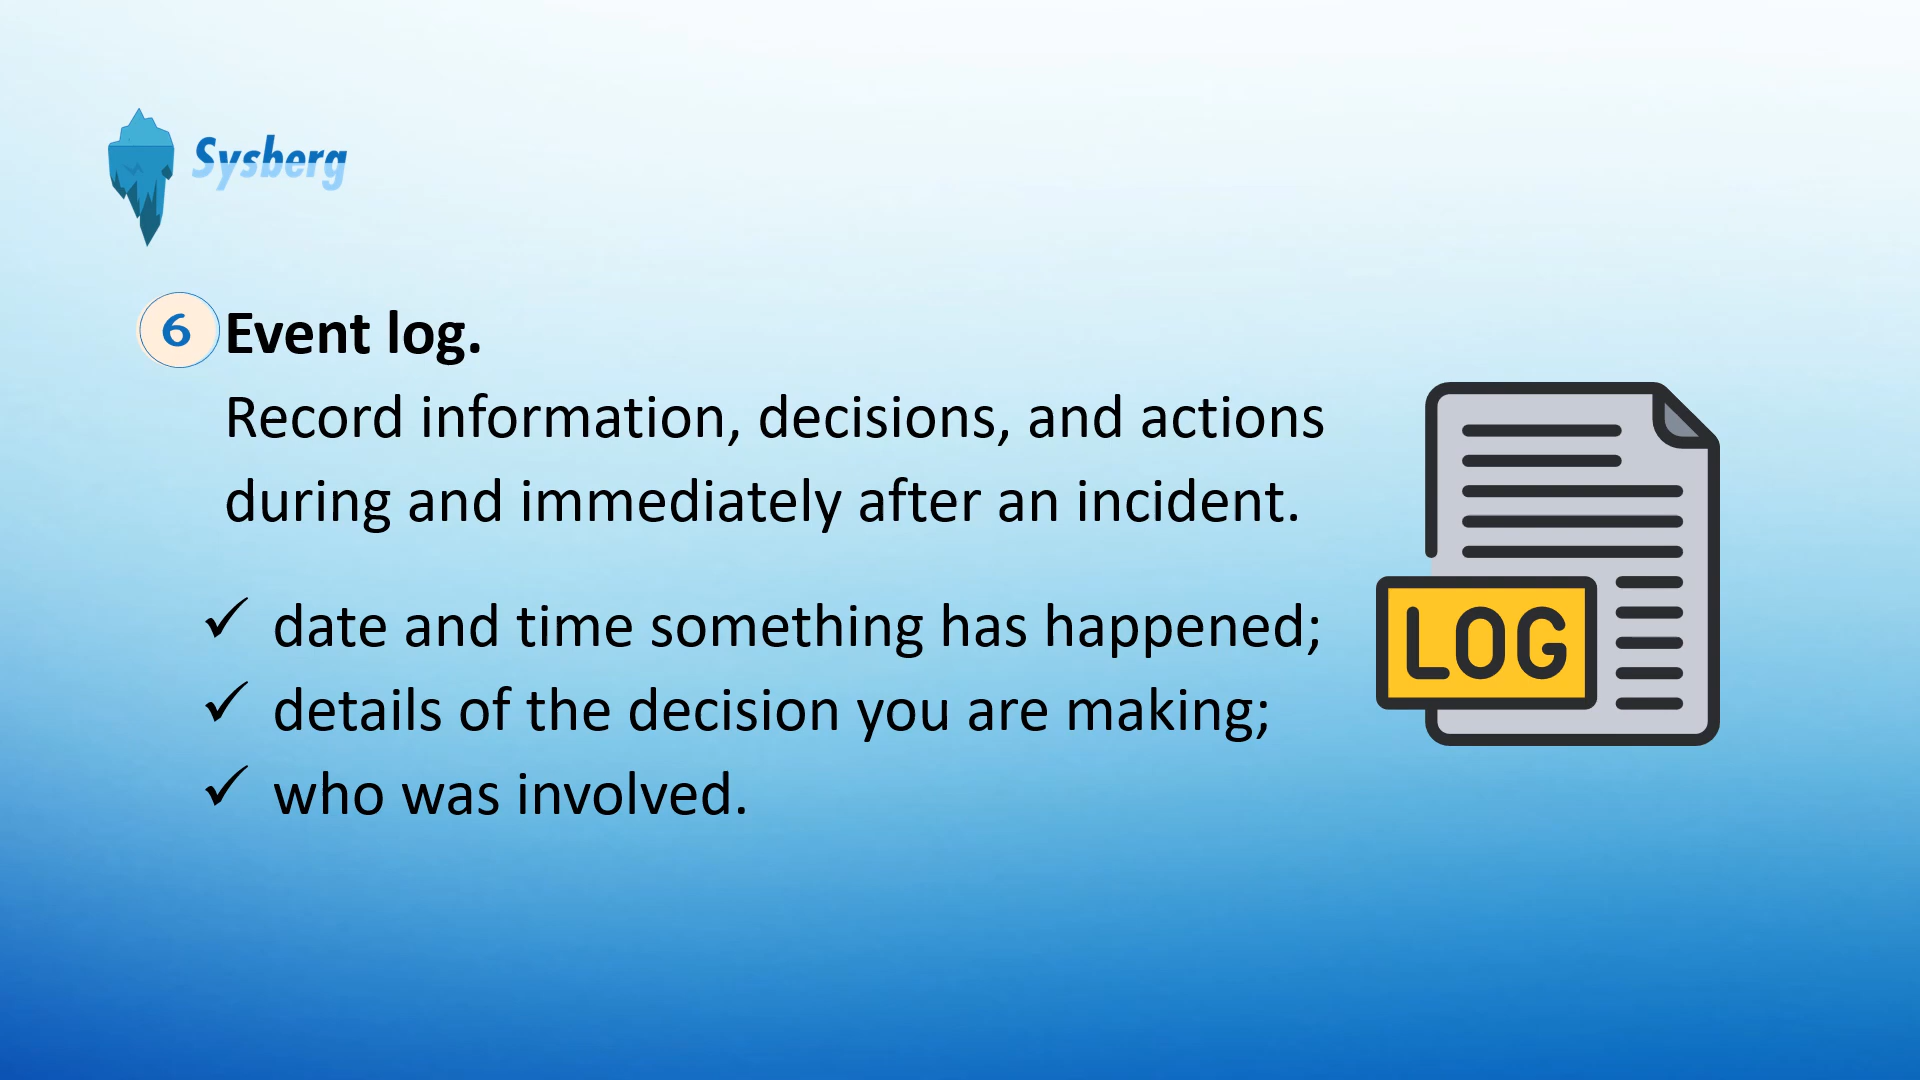 Sysberg
6 Event log.
Record information, decisions, and actions
during and immediately after an incident.
✓ date and time something has happened;
✓ details of the decision you are making;
✓ who was involved.
LOG